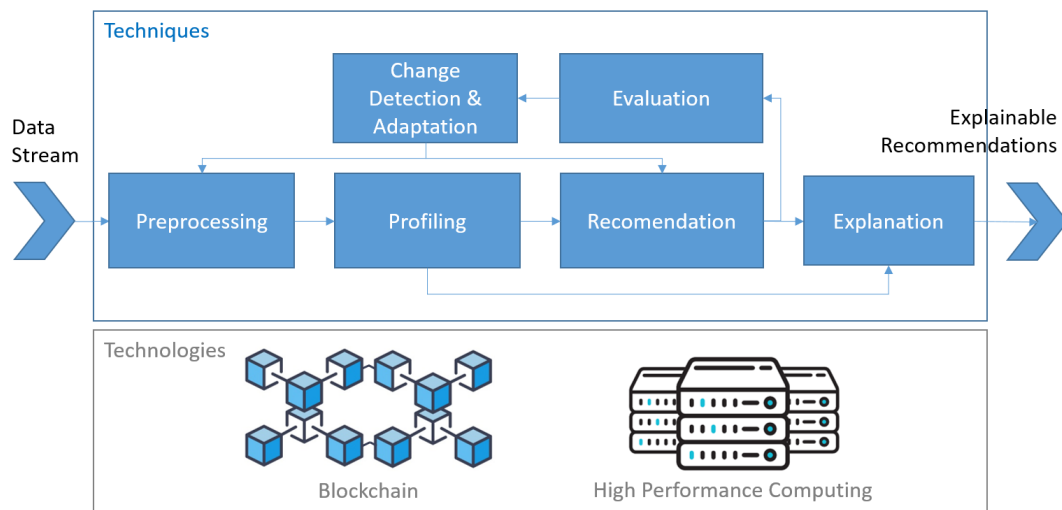 Techniques
Change
Detection &
Adaptation
Evaluation
Data
Stream
Explainable
Recommendations
Preprocessing
Profiling
Recomendation
Explanation
Technologies
Blockchain
High Performance Computing